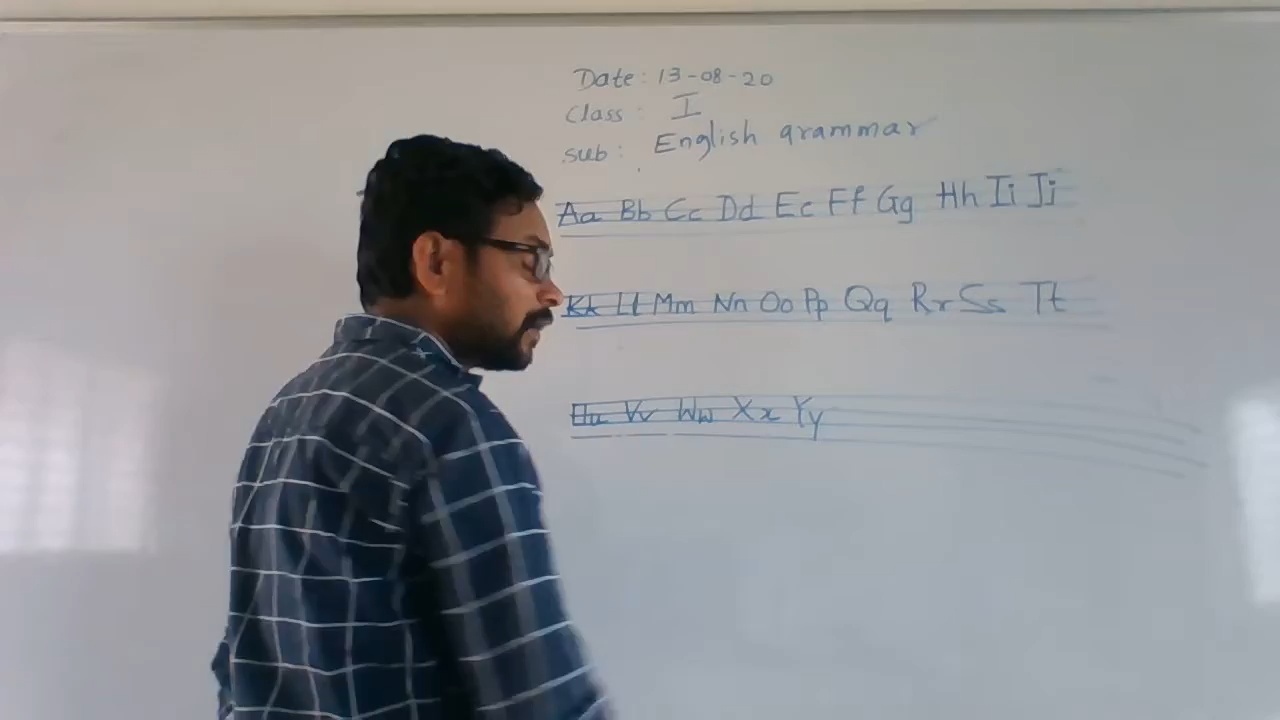 Date: 13-08-20
Class: I
sub: English grammar
Aa Bb Cc Dd Ee Ff Gg Hh Ii Jj
Kk Ll Mm Nn Oo Pp Qq Rr Ss Tt
Uu Vv Ww Xx Yy